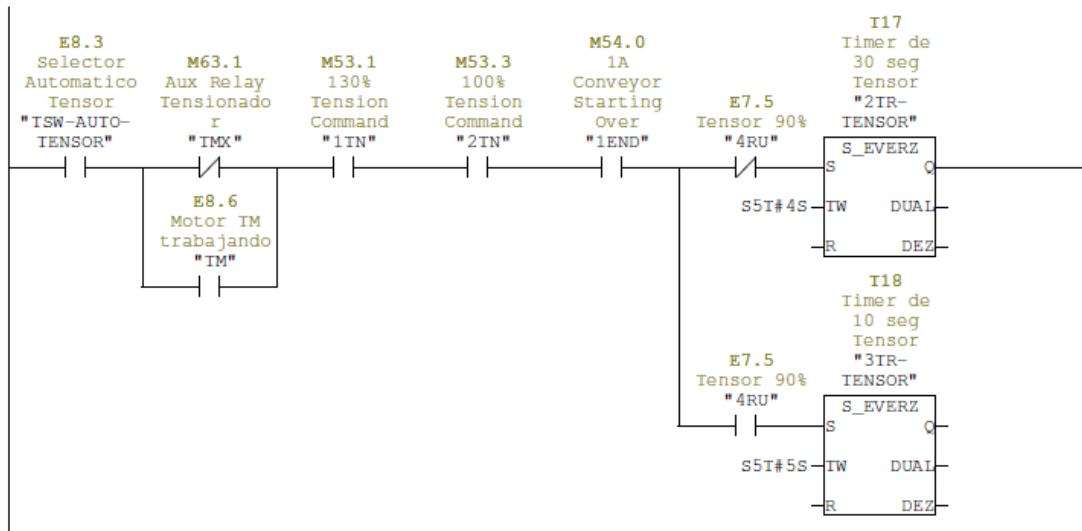 E8.3
Selector
Automatico
Tensor
"TSW-AUTO-
TENSOR"
M63.1
Aux Relay
Tensionado
r
"TMX"
E8.6
Motor TM
trabajando
"TM"
M53.1
130%
Tension
Command
"1TN"
M53.3
100%
Tension
Command
"2TN"
M54.0
1A
Conveyor
Starting
Over
"1END"
E7.5
Tensor 90%
"4RU"
T17
Timer de
30 seg
Tensor
"2TR-
TENSOR"
S_EVERZ
S Q
S5T#4S TW DUAL
R DEZ
E7.5
Tensor 90%
"4RU"
T18
Timer de
10 seg
Tensor
"3TR-
TENSOR"
S_EVERZ
S Q
S5T#5S TW DUAL
R DEZ